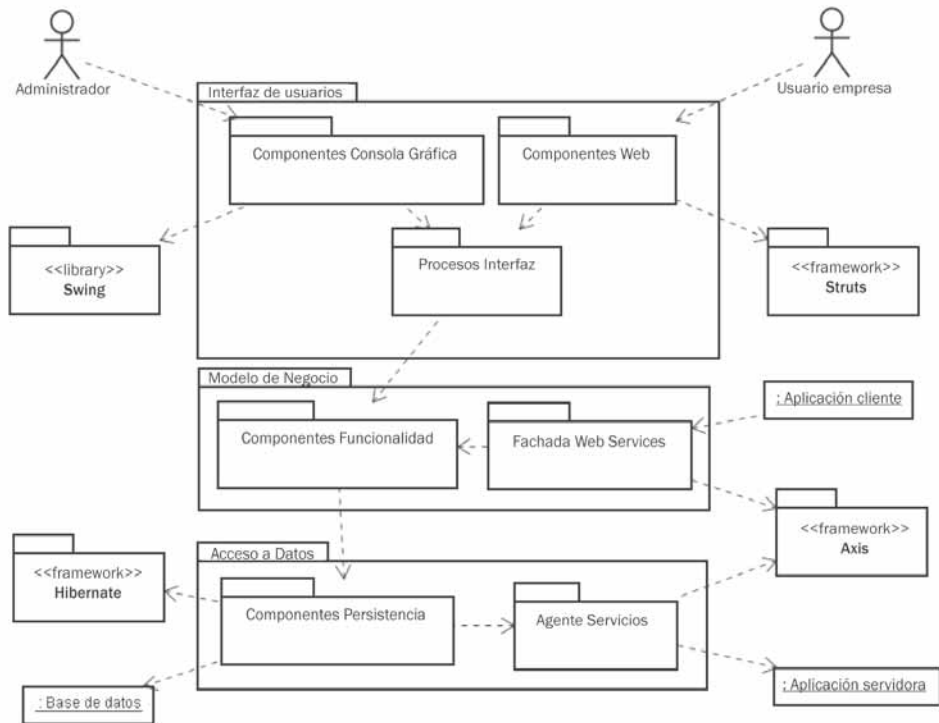 Administrador
Usuario empresa
Interfaz de usuarios
Componentes Consola Gráfica
Componentes Web
<<library>>
Swing
Procesos Interfaz
<<framework>>
Struts
Modelo de Negocio
Componentes Funcionalidad
Fachada Web Services
: Aplicación cliente
<<framework>>
Axis
Acceso a Datos
<<framework>>
Hibernate
Componentes Persistencia
Agente Servicios
: Base de datos
: Aplicación servidora